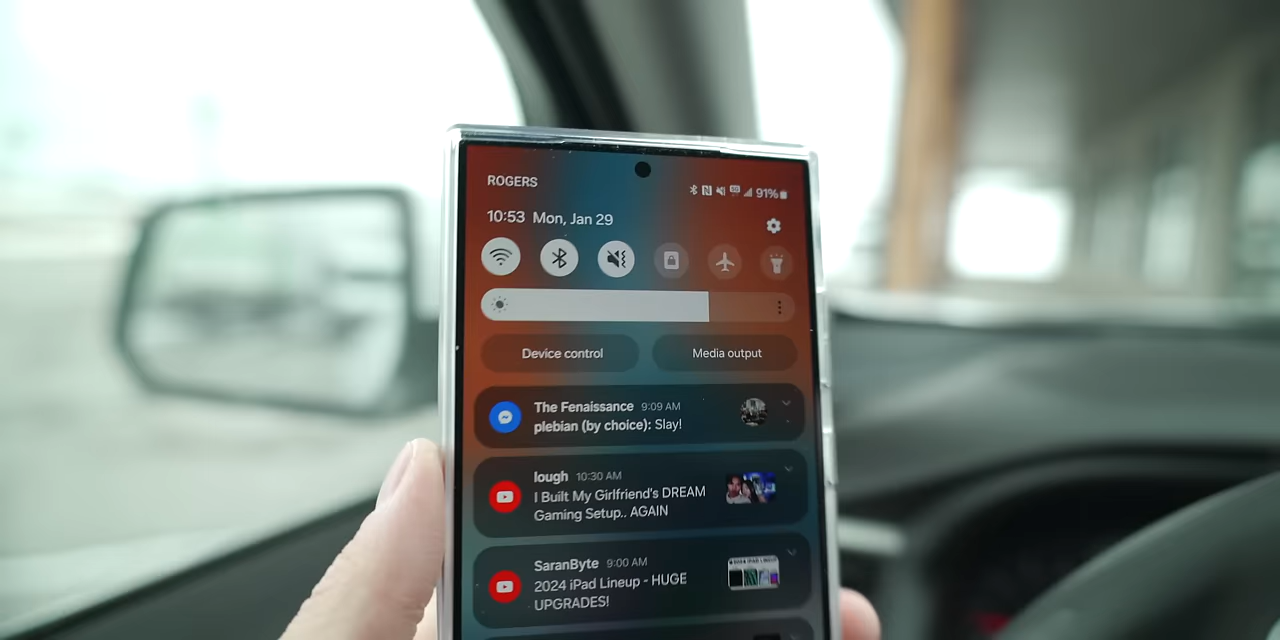 ROGERS
91%
10:53 Mon, Jan 29
Device control
Media output
The Fenaissance 9:09 AM
plebian (by choice): Slay!
lough 10:30 AM
I Built My Girlfriend's DREAM
Gaming Setup.. AGAIN
SaranByte 9:00 AM
2024 iPad Lineup - HUGE
UPGRADES!